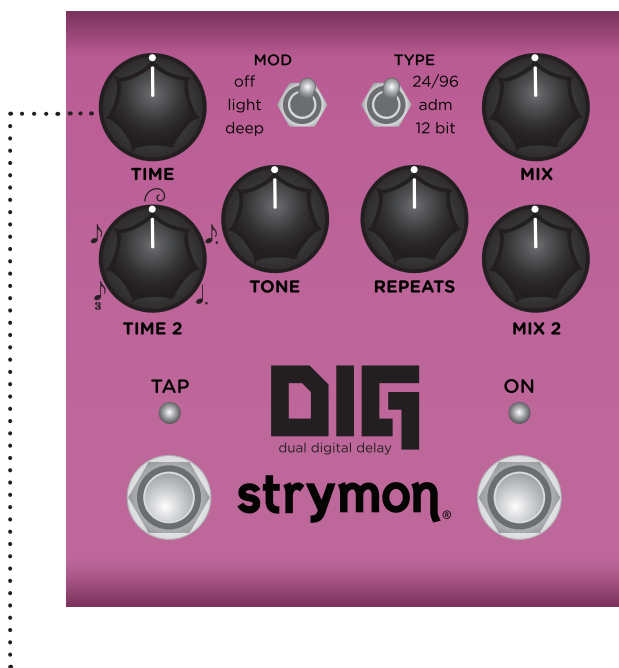 MOD
off
light
deep
TYPE
24/96
adm
12 bit
TIME
MIX
3
TIME 2
TONE
REPEATS
MIX 2
TAP
ON
DIG
dual digital delay
strymon®